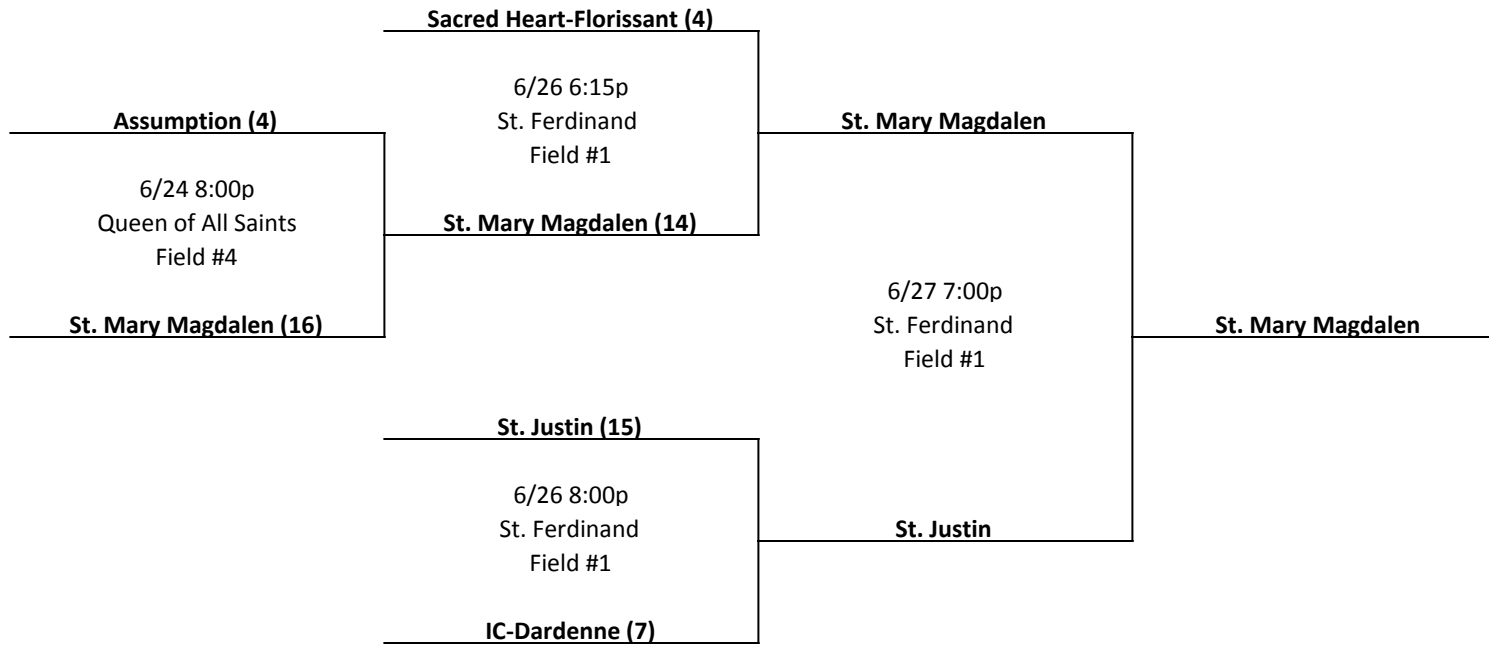 Sacred Heart-Florissant (4)
6/26 6:15p
St. Ferdinand
Field #1
Assumption (4)
St. Mary Magdalen
6/24 8:00p
Queen of All Saints
Field #4
St. Mary Magdalen (14)
St. Mary Magdalen (16)
6/27 7:00p
St. Ferdinand
Field #1
St. Mary Magdalen
St. Justin (15)
6/26 8:00p
St. Ferdinand
Field #1
St. Justin
IC-Dardenne (7)